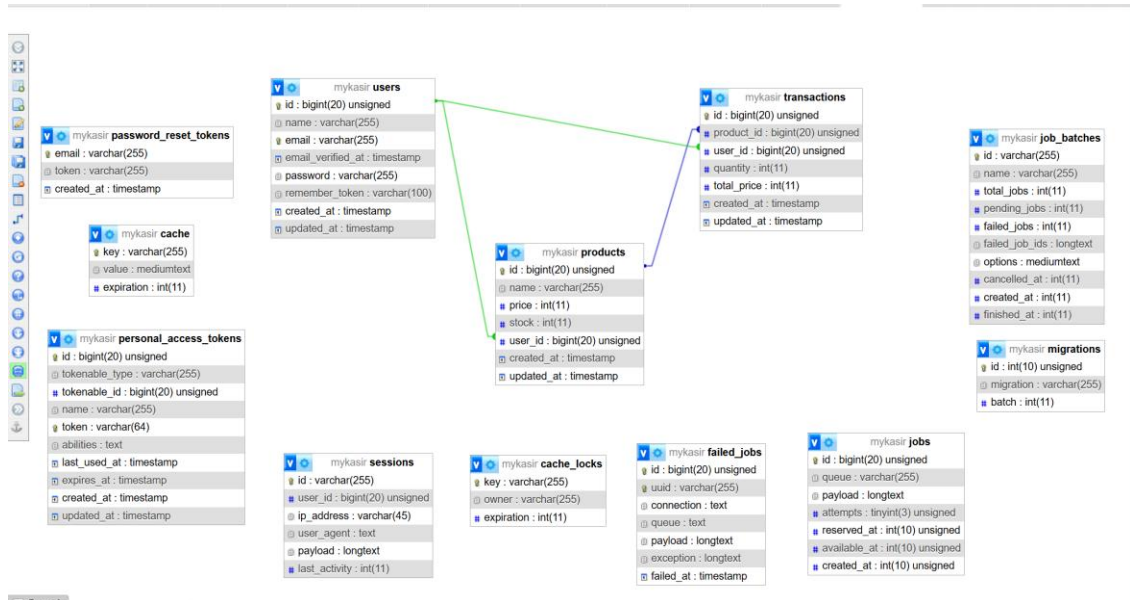 mykasir users
id : bigint(20) unsigned
name : varchar(255)
email : varchar(255)
email_verified_at : timestamp
password : varchar(255)
remember_token : varchar(100)
created_at : timestamp
updated_at : timestamp
mykasir transactions
id : bigint(20) unsigned
product_id : bigint(20) unsigned
user_id : bigint(20) unsigned
quantity : int(11)
total_price : int(11)
created_at : timestamp
updated_at : timestamp
mykasir password_reset_tokens
email : varchar(255)
token : varchar(255)
created_at : timestamp
mykasir job_batches
id : varchar(255)
name : varchar(255)
total_jobs : int(11)
pending_jobs : int(11)
failed_jobs : int(11)
failed_job_ids : longtext
options : mediumtext
cancelled_at : int(11)
created_at : int(11)
finished_at : int(11)
mykasir cache
key : varchar(255)
value : mediumtext
expiration : int(11)
mykasir products
id : bigint(20) unsigned
name : varchar(255)
price : int(11)
stock : int(11)
user_id : bigint(20) unsigned
created_at : timestamp
updated_at : timestamp
mykasir personal_access_tokens
id : bigint(20) unsigned
tokenable_type : varchar(255)
tokenable_id : bigint(20) unsigned
name : varchar(255)
token : varchar(64)
abilities : text
last_used_at : timestamp
expires_at : timestamp
created_at : timestamp
updated_at : timestamp
mykasir migrations
id : int(10) unsigned
migration : varchar(255)
batch : int(11)
mykasir sessions
id : varchar(255)
user_id : bigint(20) unsigned
ip_address : varchar(45)
user_agent : text
payload : longtext
last_activity : int(11)
mykasir cache_locks
key : varchar(255)
owner : varchar(255)
expiration : int(11)
mykasir failed_jobs
id : bigint(20) unsigned
uuid : varchar(255)
connection : text
queue : text
payload : longtext
exception : longtext
failed_at : timestamp
mykasir jobs
id : bigint(20) unsigned
queue : varchar(255)
payload : longtext
attempts : tinyint(3) unsigned
reserved_at : int(10) unsigned
available_at : int(10) unsigned
created_at : int(10) unsigned